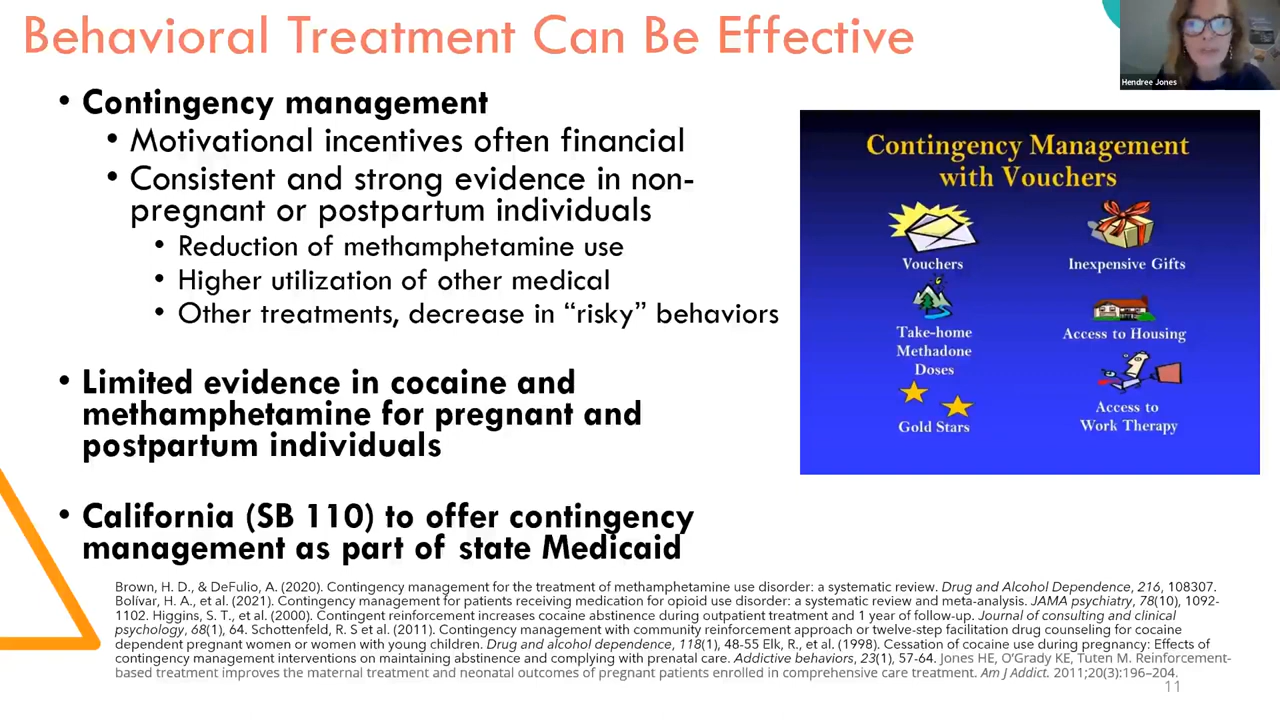 Behavioral Treatment Can Be Effective
Hendree Jones
• Contingency management
• Motivational incentives often financial
• Consistent and strong evidence in non-
pregnant or postpartum individuals
• Reduction of methamphetamine use
• Higher utilization of other medical
• Other treatments, decrease in “risky” behaviors
• Limited evidence in cocaine and
methamphetamine for pregnant and
postpartum individuals
• California (SB 110) to offer contingency
management as part of state Medicaid
Contingency Management
with Vouchers
Vouchers
Inexpensive Gifts
Take-home
Methadone
Doses
Access to Housing
Gold Stars
Access to
Work Therapy
Brown, H. D., & DeFulio, A. (2020). Contingency management for the treatment of methamphetamine use disorder: a systematic review. Drug and Alcohol Dependence, 216, 108307.
Bolívar, H. A., et al. (2021). Contingency management for patients receiving medication for opioid use disorder: a systematic review and meta-analysis. JAMA psychiatry, 78(10), 1092-
1102. Higgins, S. T., et al. (2000). Contingent reinforcement increases cocaine abstinence during outpatient treatment and 1 year of follow-up. Journal of consulting and clinical
psychology, 68(1), 64. Schottenfeld, R. S et al. (2011). Contingency management with community reinforcement approach or twelve-step facilitation drug counseling for cocaine
dependent pregnant women or women with young children. Drug and alcohol dependence, 118(1), 48-55 Elk, R., et al. (1998). Cessation of cocaine use during pregnancy: Effects of
contingency management interventions on maintaining abstinence and complying with prenatal care. Addictive behaviors, 23(1), 57-64. Jones HE, O’Grady KE, Tuten M. Reinforcement-
based treatment improves the maternal treatment and neonatal outcomes of pregnant patients enrolled in comprehensive care treatment. Am J Addict. 2011;20(3):196–204.
11